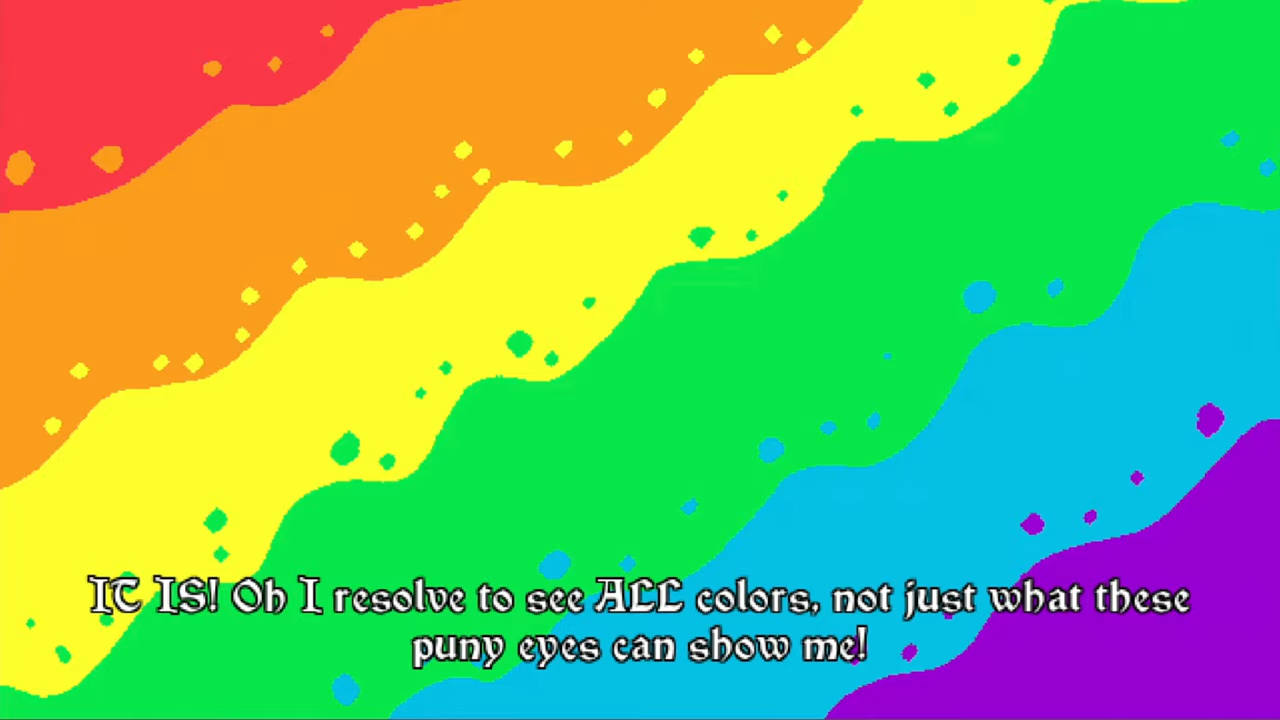 IT IS! Oh I resolve to see ALL colors, not just what these
puny eyes can show me!